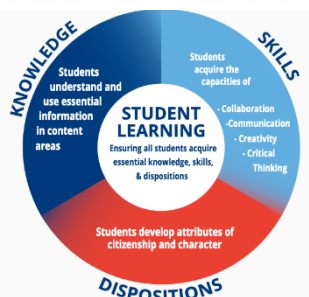 KNOWLEDGE
Students
understand and
use essential
information
in content
areas
SKILLS
Students
acquire the
capacities of
- Collaboration
-Communication
- Creativity
- Critical
Thinking
STUDENT
LEARNING
Ensuring all students acquire
essential knowledge, skills,
& dispositions
Students develop attributes of
citizenship and character
DISPOSITIONS